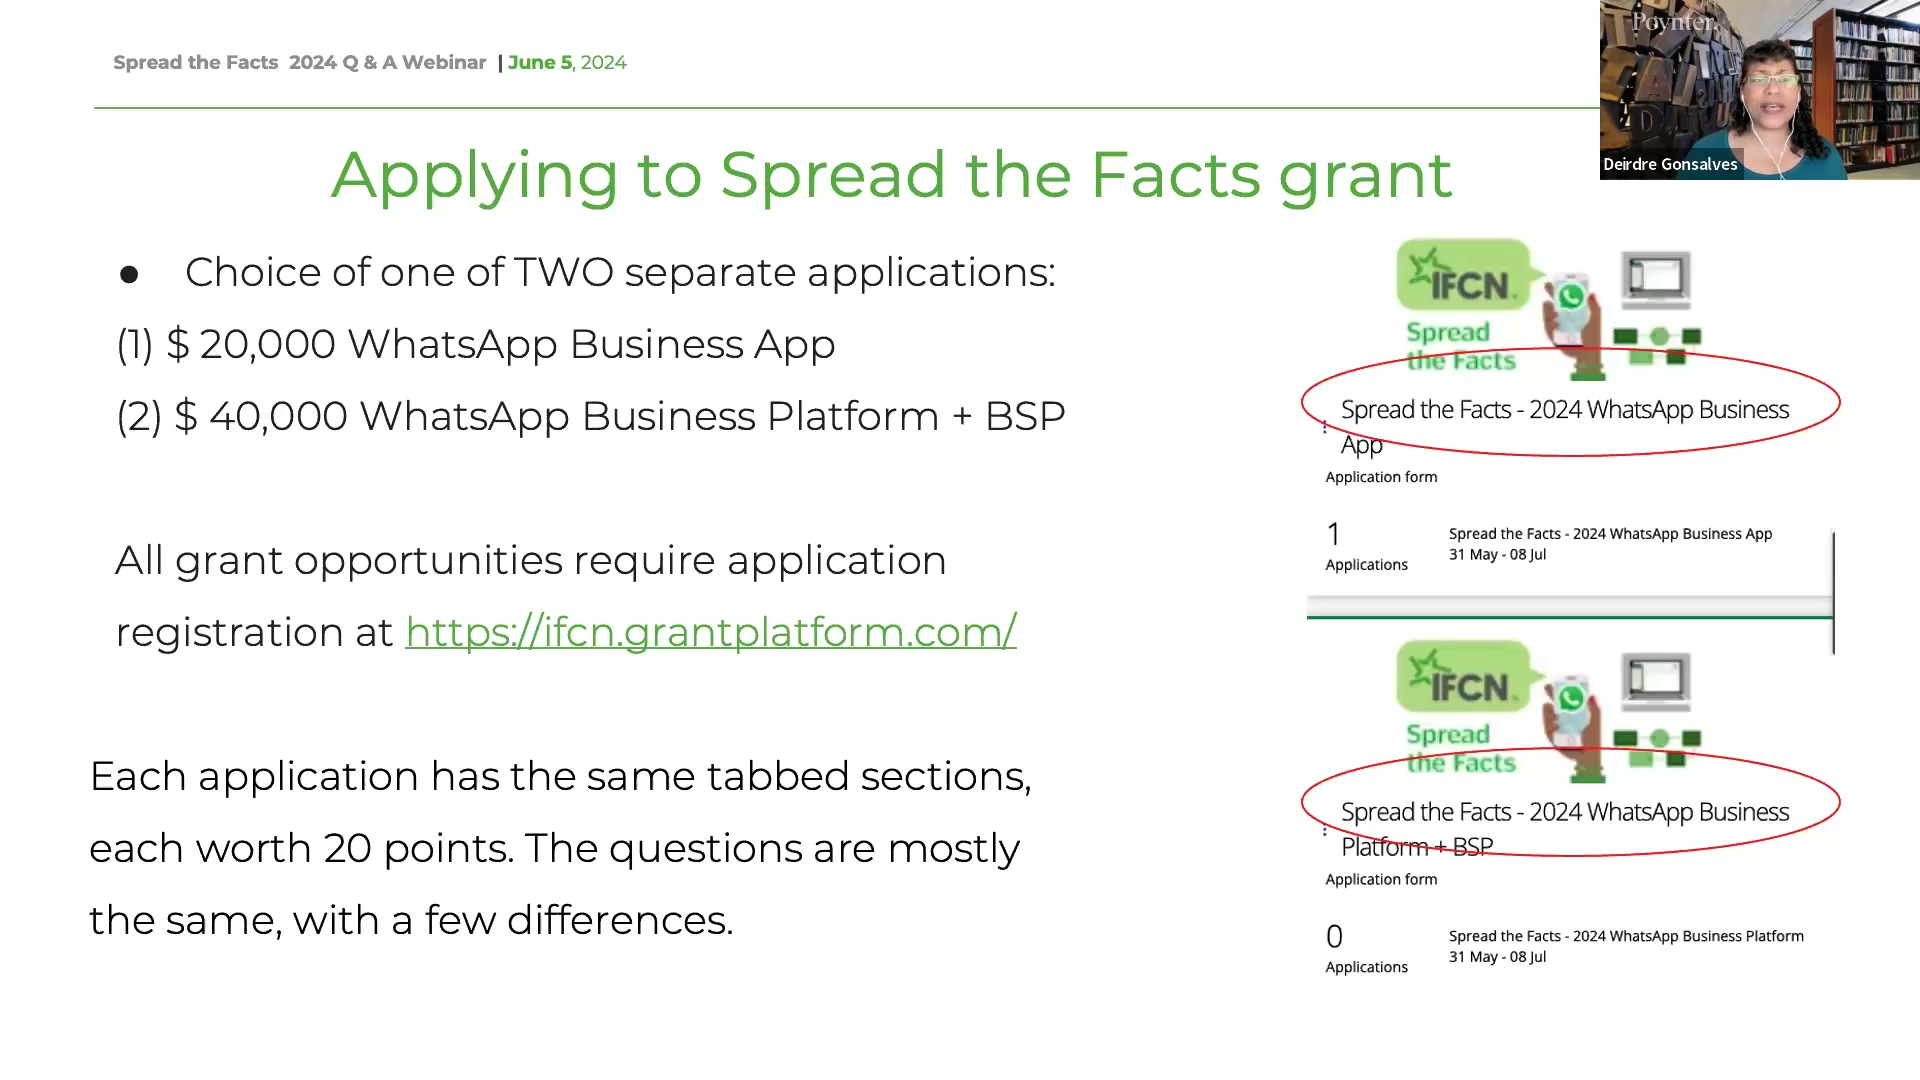 Spread the Facts 2024 Q & A Webinar | June 5, 2024
Poynter.
Deirdre Gonsalves
Applying to Spread the Facts grant
● Choice of one of TWO separate applications:
(1) $ 20,000 WhatsApp Business App
(2) $ 40,000 WhatsApp Business Platform + BSP
All grant opportunities require application
registration at https://ifcn.grantplatform.com/
Each application has the same tabbed sections,
each worth 20 points. The questions are mostly
the same, with a few differences.
IFCN
Spread
the Facts
Spread the Facts - 2024 WhatsApp Business
App
Application form
1
Applications
Spread the Facts - 2024 WhatsApp Business App
31 May - 08 Jul
IFCN
Spread
the Facts
Spread the Facts - 2024 WhatsApp Business
Platform + BSP
Application form
0
Applications
Spread the Facts - 2024 WhatsApp Business Platform
31 May - 08 Jul